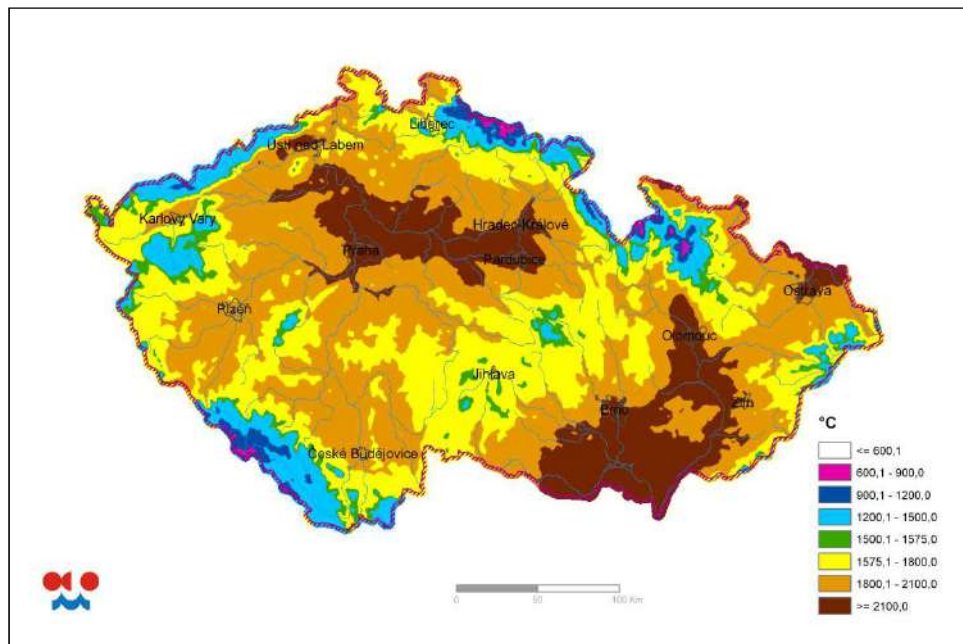 Liberec
Ústí nad Labem
Karlovy Vary
Hradec Králové
Praha
Pardubice
Plzeň
Ostrava
Olomouc
Jihlava
Brno
Zlín
České Budějovice
°C
<= 600,1
600,1 - 900,0
900,1 - 1200,0
1200,1 - 1500,0
1500,1 - 1575,0
1575,1 - 1800,0
1800,1 - 2100,0
>= 2100,0
0 50 100 Km